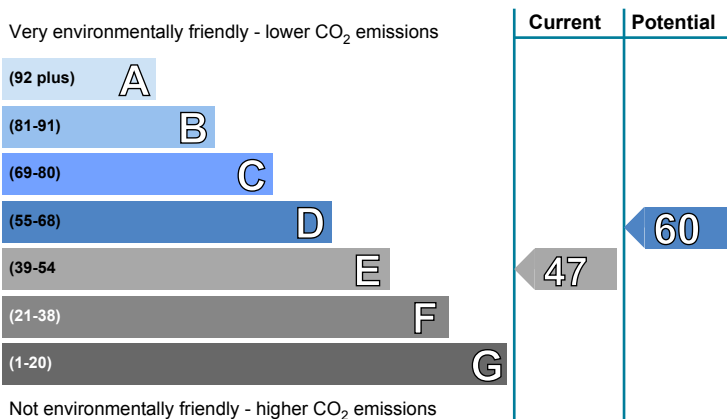 Very environmentally friendly - lower CO2 emissions
Current
Potential
(92 plus) A
(81-91) B
(69-80) C
(55-68) D
60
(39-54 E
47
(21-38) F
(1-20) G
Not environmentally friendly - higher CO2 emissions